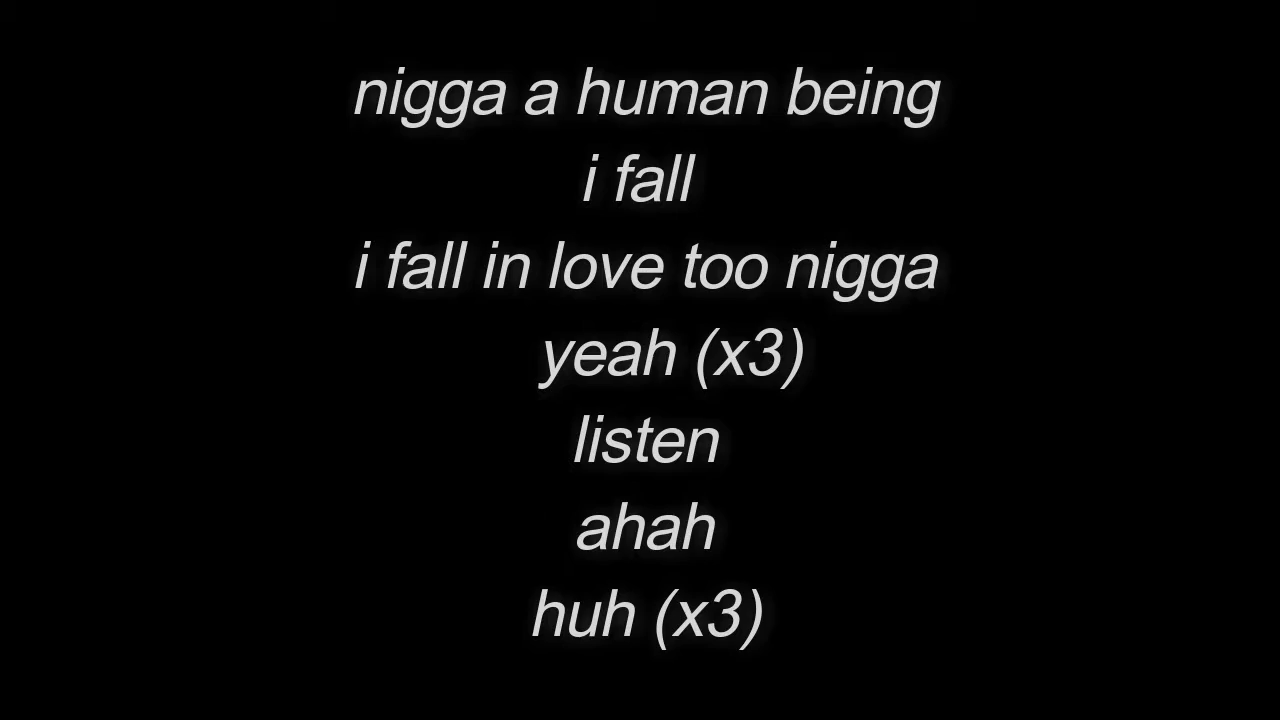 nigga a human being
i fall
i fall in love too nigga
yeah (x3)
listen
ahah
huh (x3)